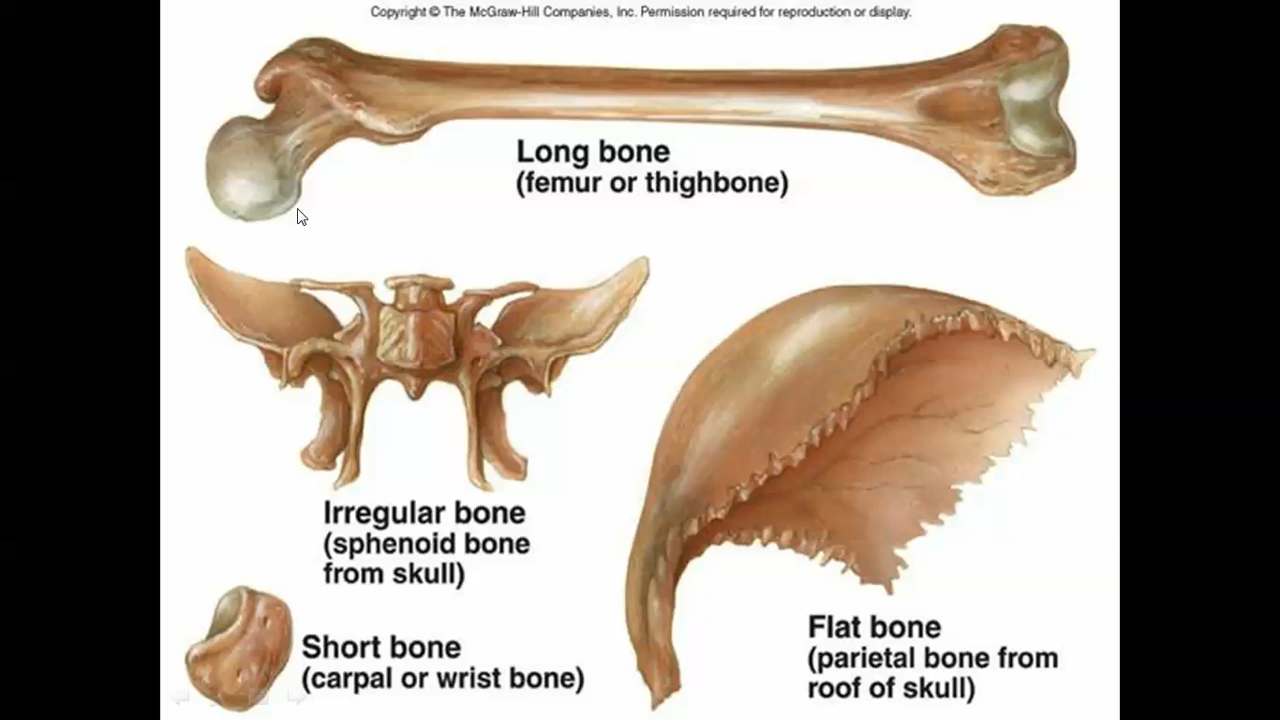 Copyright © The McGraw-Hill Companies, Inc. Permission required for reproduction or display.
Long bone
(femur or thighbone)
Irregular bone
(sphenoid bone
from skull)
Short bone
(carpal or wrist bone)
Flat bone
(parietal bone from
roof of skull)